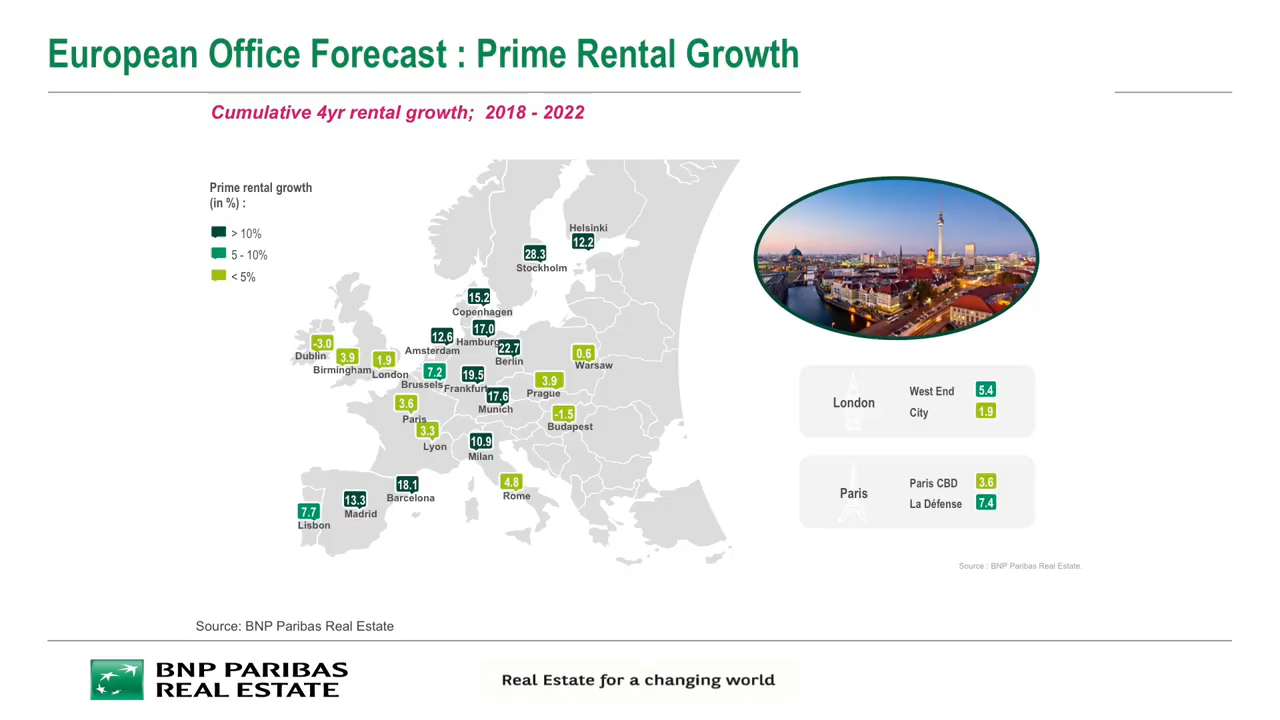 European Office Forecast : Prime Rental Growth
Cumulative 4yr rental growth; 2018 - 2022
Prime rental growth
(in %) :
> 10%
5 - 10%
< 5%
Helsinki
12.2
28.3
Stockholm
15.2
Copenhagen
17.0
Hamburg
12.6
Amsterdam
22.7
Berlin
-3.0
Dublin
3.9
Birmingham
1.9
London
0.6
Warsaw
7.2
Brussels
19.5
Frankfurt
17.6
Munich
3.9
Prague
3.6
Paris
-1.5
Budapest
3.3
Lyon
10.9
Milan
4.8
Rome
18.1
Barcelona
13.3
Madrid
7.7
Lisbon
London
West End 5.4
City 1.9
Paris
Paris CBD 3.6
La Défense 7.4
Source : BNP Paribas Real Estate.
Source: BNP Paribas Real Estate
BNP PARIBAS
REAL ESTATE
Real Estate for a changing world